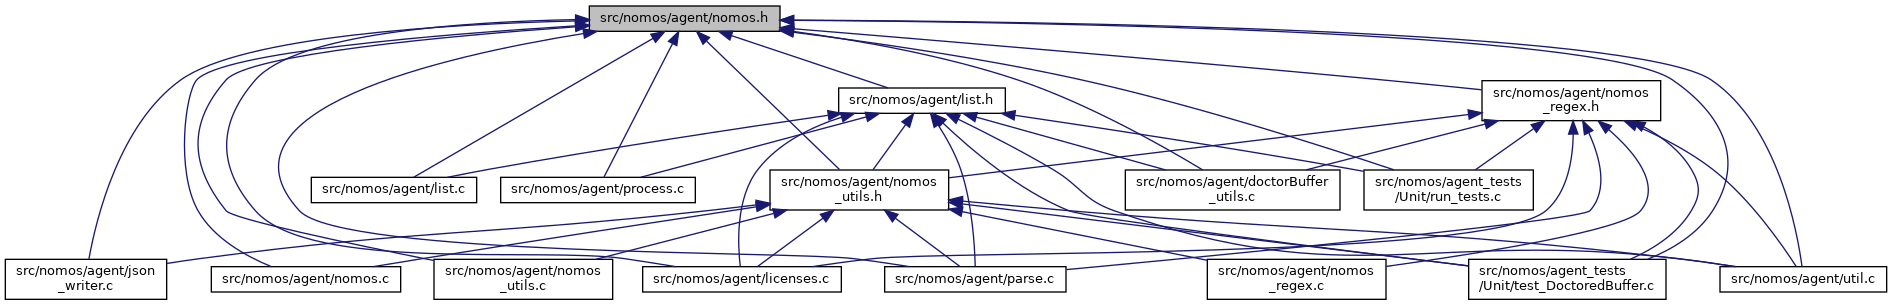 src/nomos/agent/nomos.h
src/nomos/agent/list.h
src/nomos/agent/nomos
_regex.h
src/nomos/agent/list.c
src/nomos/agent/process.c
src/nomos/agent/nomos
_utils.h
src/nomos/agent/doctorBuffer
_utils.c
src/nomos/agent_tests
/Unit/run_tests.c
src/nomos/agent/json
_writer.c
src/nomos/agent/nomos.c
src/nomos/agent/nomos
_utils.c
src/nomos/agent/licenses.c
src/nomos/agent/parse.c
src/nomos/agent/nomos
_regex.c
src/nomos/agent_tests
/Unit/test_DoctoredBuffer.c
src/nomos/agent/util.c